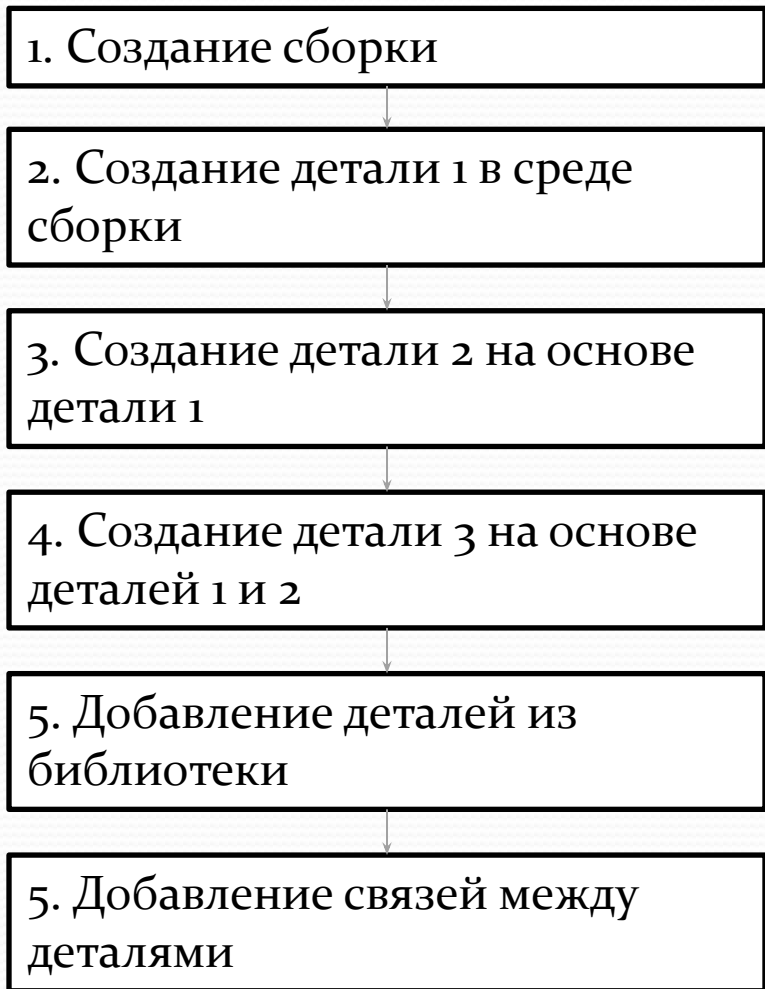 1. Создание сборки
2. Создание детали 1 в среде
сборки
3. Создание детали 2 на основе
детали 1
4. Создание детали 3 на основе
деталей 1 и 2
5. Добавление деталей из
библиотеки
5. Добавление связей между
деталями